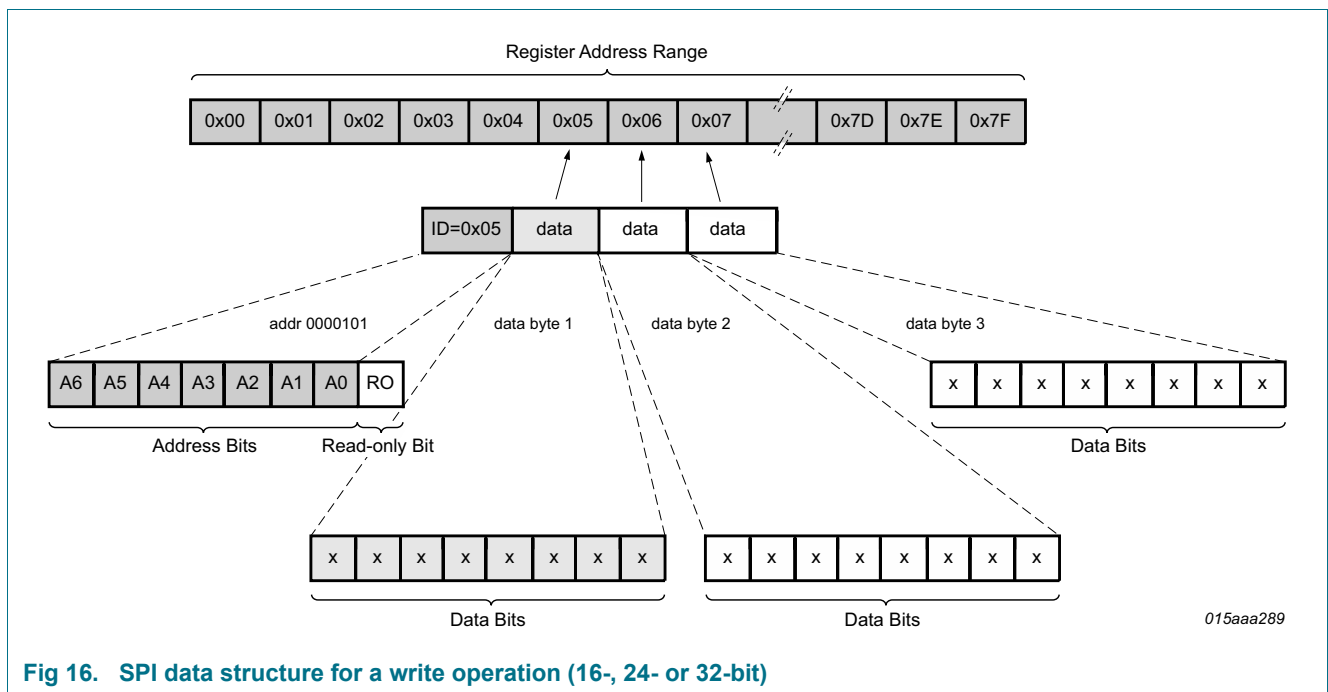 Register Address Range
0x00 0x01 0x02 0x03 0x04 0x05 0x06 0x07 0x7D 0x7E 0x7F
ID=0x05 data data data
addr 0000101 data byte 1 data byte 2 data byte 3
A6 A5 A4 A3 A2 A1 A0 RO x x x x x x x x
Address Bits Read-only Bit Data Bits
x x x x x x x x x x x x x x x x
Data Bits Data Bits 015aaa289
Fig 16. SPI data structure for a write operation (16-, 24- or 32-bit)